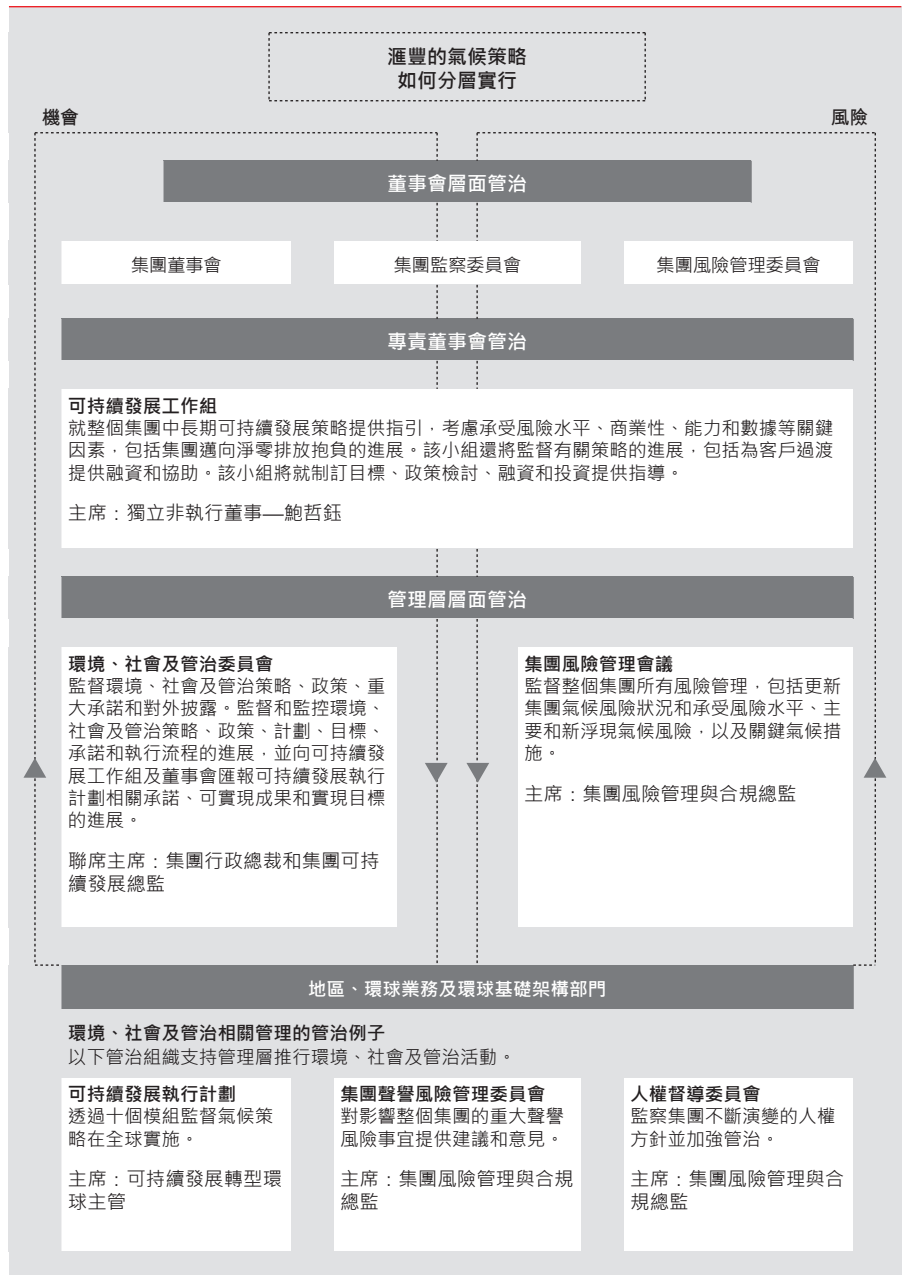 滙豐的氣候策略
如何分層實行
機會
風險
董事會層面管治
集團董事會
集團監察委員會
集團風險管理委員會
專責董事會管治
可持續發展工作組
就整個集團中長期可持續發展策略提供指引，考慮承受風險水平、商業性、能力和數據等關鍵
因素，包括集團邁向淨零排放抱負的進展。該小組還將監督有關策略的進展，包括為客戶過渡
提供融資和協助。該小組將就制訂目標、政策檢討、融資和投資提供指導。
主席：獨立非執行董事—鮑哲鈺
管理層層面管治
環境、社會及管治委員會
監督環境、社會及管治策略、政策、重
大承諾和對外披露。監督和監控環境、
社會及管治策略、政策、計劃、目標、
承諾和執行流程的進展，並向可持續發
展工作組及董事會匯報可持續發展執行
計劃相關承諾、可實現成果和實現目標
的進展。
聯席主席：集團行政總裁和集團可持
續發展總監
集團風險管理會議
監督整個集團所有風險管理，包括更新
集團氣候風險狀況和承受風險水平、主
要和新浮現氣候風險，以及關鍵氣候措
施。
主席：集團風險管理與合規總監
地區、環球業務及環球基礎架構部門
環境、社會及管治相關管理的管治例子
以下管治組織支持管理層推行環境、社會及管治活動。
可持續發展執行計劃
透過十個模組監督氣候策
略在全球實施。
主席：可持續發展轉型環
球主管
集團聲譽風險管理委員會
對影響整個集團的重大聲譽
風險事宜提供建議和意見。
主席：集團風險管理與合規
總監
人權督導委員會
監察集團不斷演變的人權
方針並加強管治。
主席：集團風險管理與合
規總監